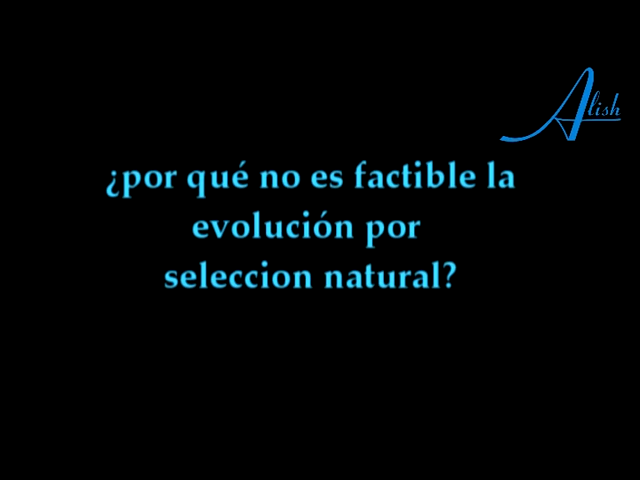 Alish
¿por qué no es factible la
evolución por
seleccion natural?